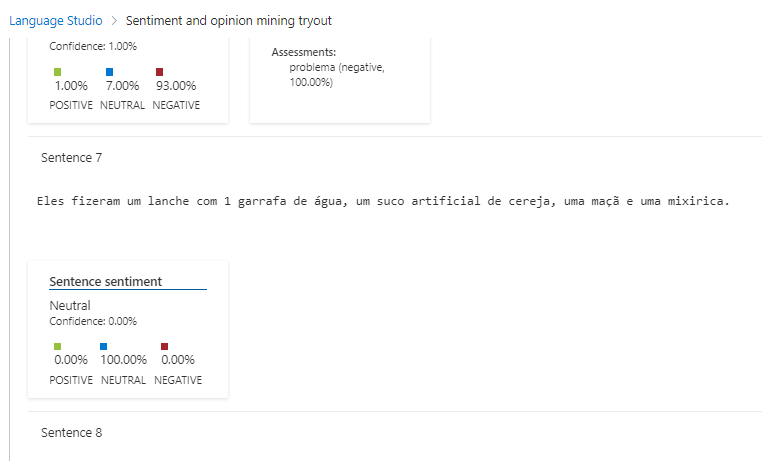 Language Studio > Sentiment and opinion mining tryout
Confidence: 1.00%
1.00% 7.00% 93.00%
POSITIVE NEUTRAL NEGATIVE
Assessments:
problema (negative,
100.00%)
Sentence 7
Eles fizeram um lanche com 1 garrafa de água, um suco artificial de cereja, uma maçã e uma mixirica.
Sentence sentiment
Neutral
Confidence: 0.00%
0.00% 100.00% 0.00%
POSITIVE NEUTRAL NEGATIVE
Sentence 8